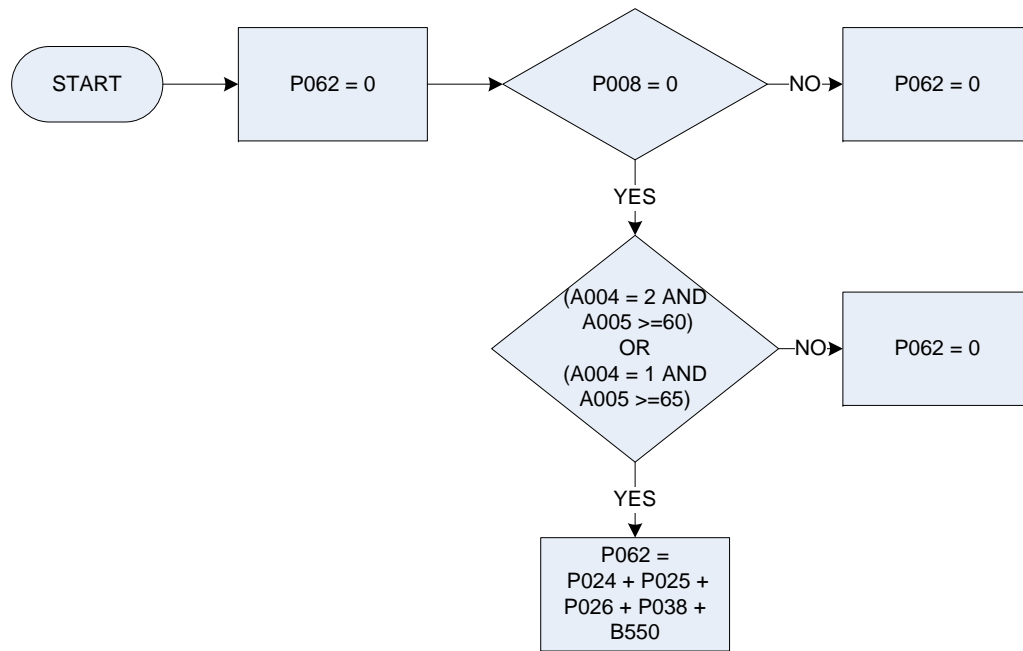 START
P062 = 0
P008 = 0
NO
P062 = 0
YES
(A004 = 2 AND
A005 >=60)
OR
(A004 = 1 AND
A005 >=65)
NO
P062 = 0
YES
P062 =
P024 + P025 +
P026 + P038 +
B550